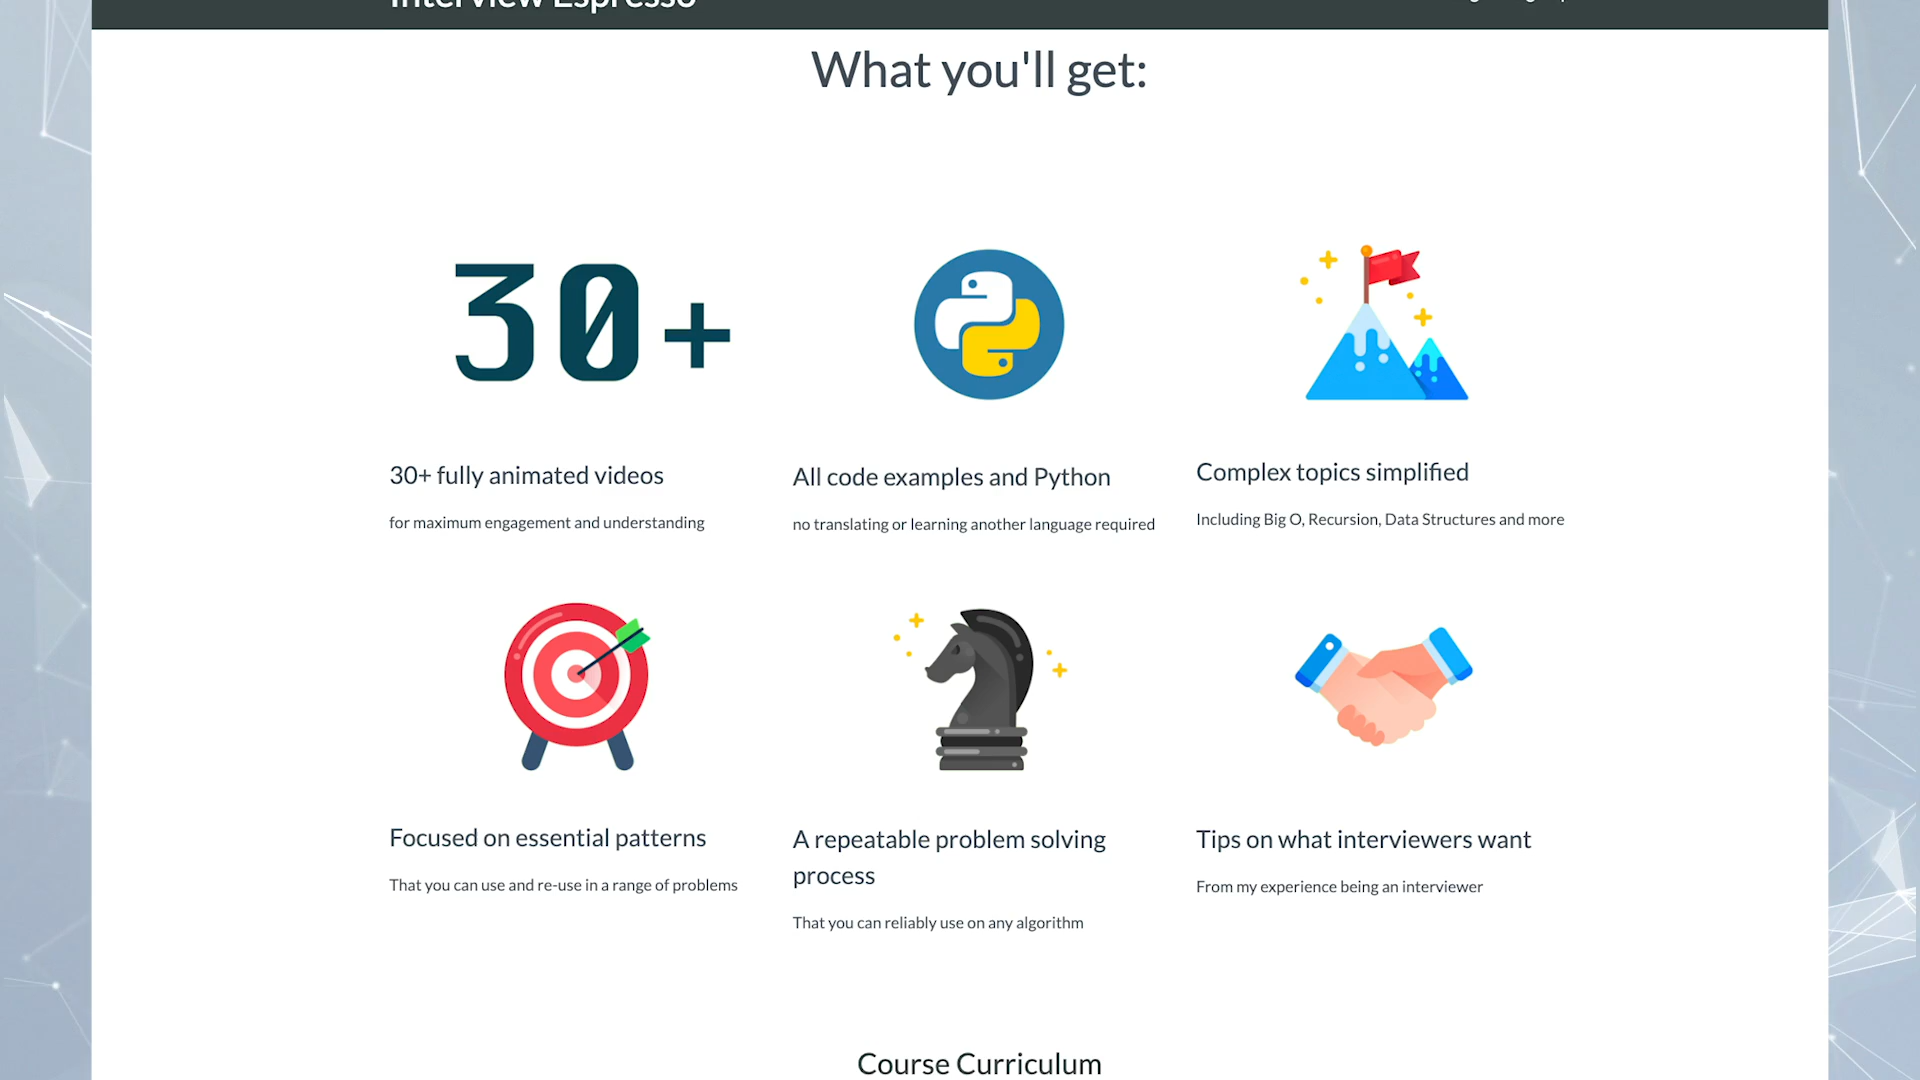 Interview Espresso
What you'll get:
30+
30+ fully animated videos
for maximum engagement and understanding
All code examples and Python
no translating or learning another language required
Complex topics simplified
Including Big O, Recursion, Data Structures and more
Focused on essential patterns
That you can use and re-use in a range of problems
A repeatable problem solving
process
That you can reliably use on any algorithm
Tips on what interviewers want
From my experience being an interviewer
Course Curriculum